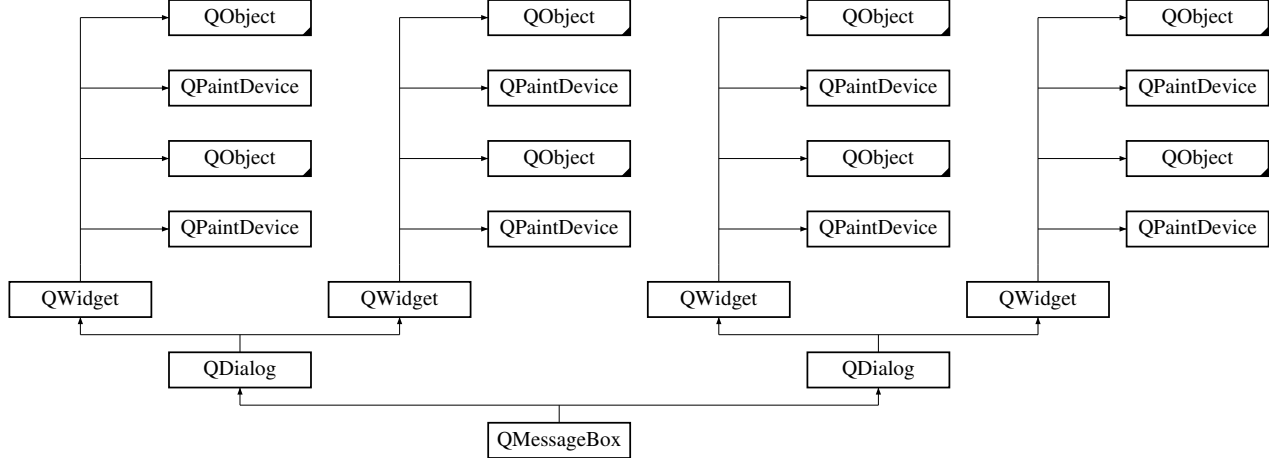 QObject QObject QObject QObject
QPaintDevice QPaintDevice QPaintDevice QPaintDevice
QObject QObject QObject QObject
QPaintDevice QPaintDevice QPaintDevice QPaintDevice
QWidget QWidget QWidget QWidget
QDialog QDialog
QMessageBox